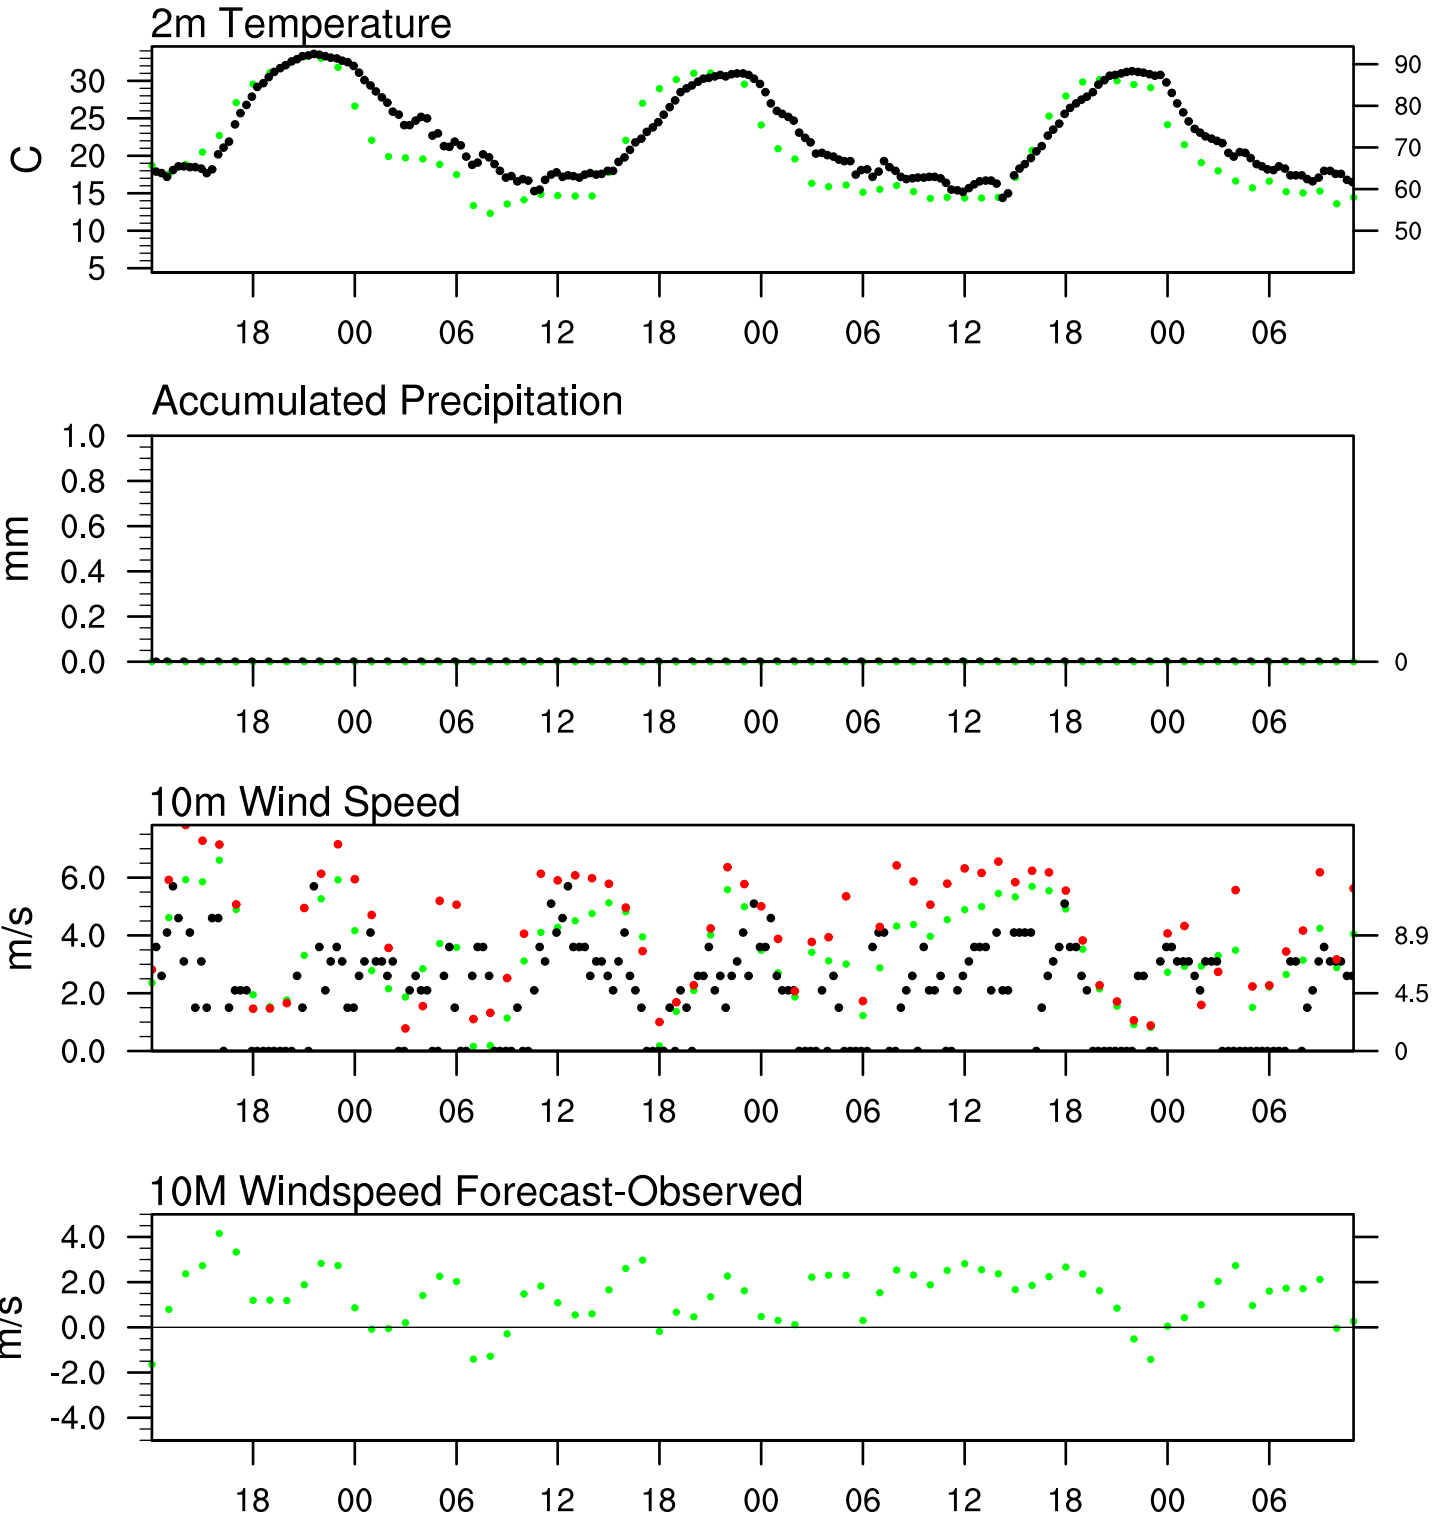 2m Temperature
C
30
25
20
15
10
5
90
80
70
60
50
18 00 06 12 18 00 06 12 18 00 06
Accumulated Precipitation
mm
1.0
0.8
0.6
0.4
0.2
0.0
0
18 00 06 12 18 00 06 12 18 00 06
10m Wind Speed
m/s
6.0
4.0
2.0
0.0
8.9
4.5
0
18 00 06 12 18 00 06 12 18 00 06
10M Windspeed Forecast-Observed
m/s
4.0
2.0
0.0
-2.0
-4.0
18 00 06 12 18 00 06 12 18 00 06